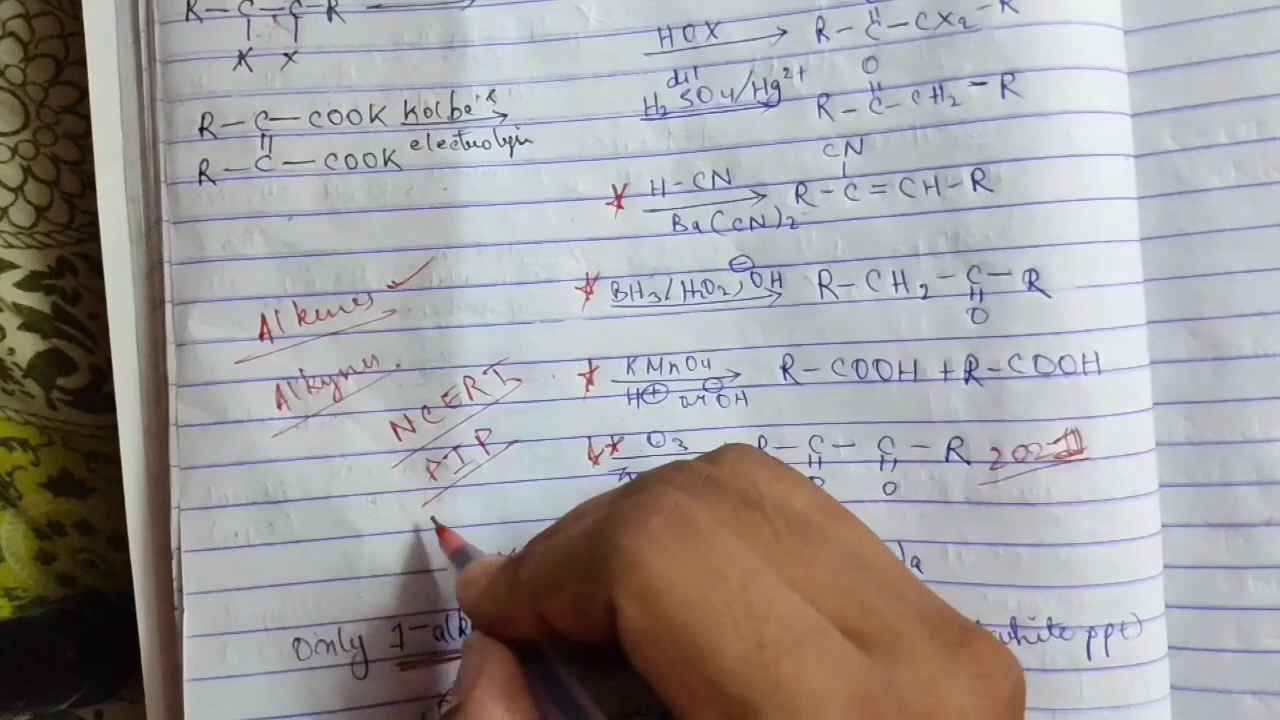 R-C-C-R
X X
HOX R-C-CX2-R
O
dil
H2SO4/Hg2+ R-C-CH2-R
R-C-COOK Kolbe's
R-C-COOK electrolysis
CN
H-CN R-C=CH-R
Ba(CN)2
BH3/H2O2, ⊖OH R-CH2-C-R
O
Alkenes ✓
Alkynes.
KMnO4 R-COOH + R-COOH
H⊕ or ⊖OH
NCERT
O3 R-C-C-R
O O
Only 1-alk
(white ppt)